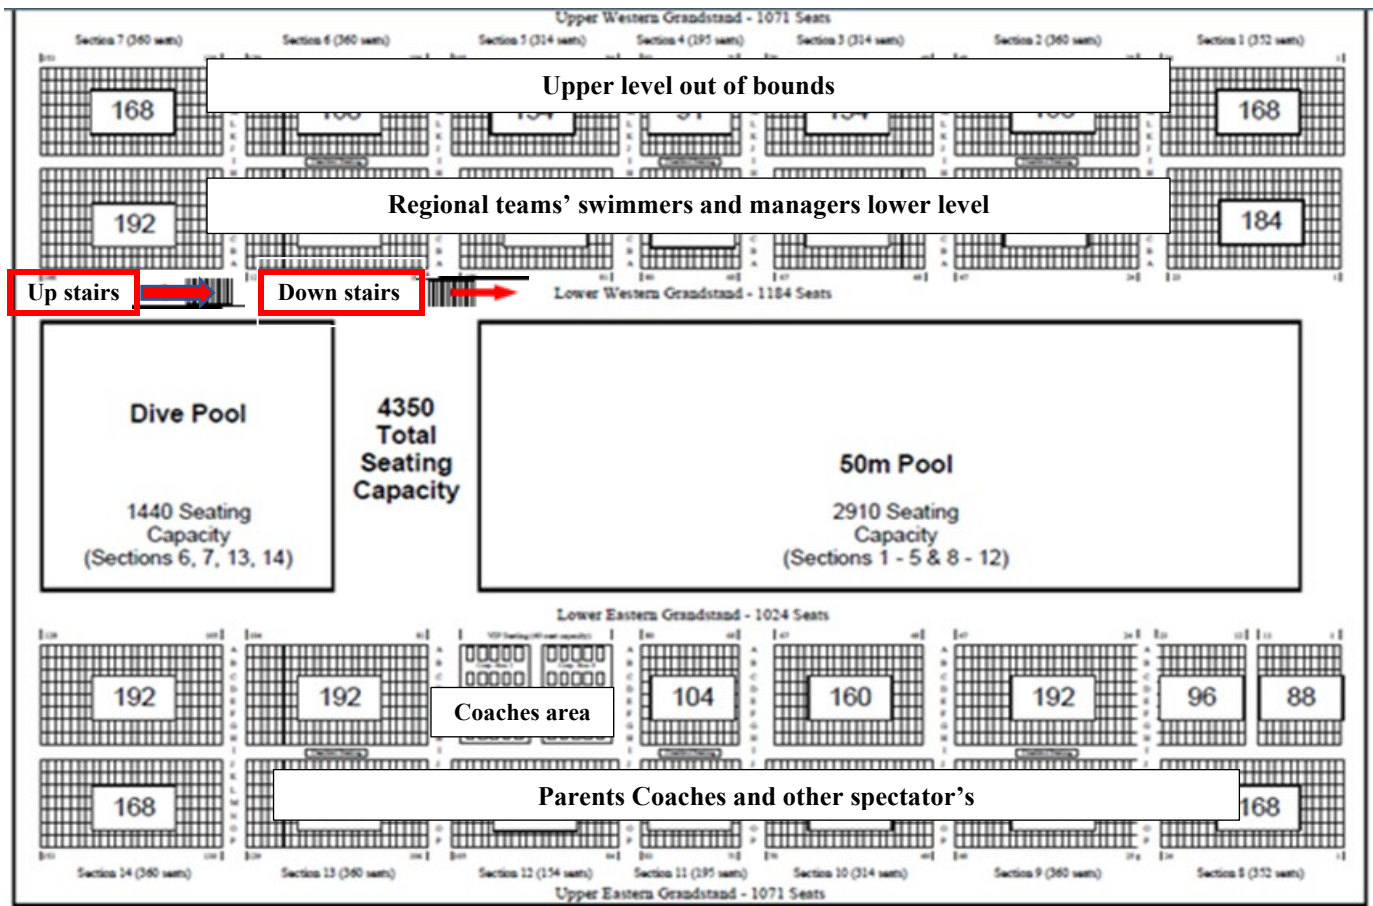 Upper Western Grandstand - 1071 Seats
Section 7 (360 seats)
Section 6 (360 seats)
Section 5 (314 seats)
Section 4 (195 seats)
Section 3 (314 seats)
Section 2 (360 seats)
Section 1 (352 seats)
Upper level out of bounds
168
168
Regional teams’ swimmers and managers lower level
192
184
Up stairs
Down stairs
Lower Western Grandstand - 1184 Seats
Dive Pool
1440 Seating
Capacity
(Sections 6, 7, 13, 14)
4350
Total
Seating
Capacity
50m Pool
2910 Seating
Capacity
(Sections 1 - 5 & 8 - 12)
Lower Eastern Grandstand - 1024 Seats
VIP Seating (40 seat capacity)
192
192
Coaches area
104
160
192
96
88
168
Parents Coaches and other spectator’s
168
Section 14 (360 seats)
Section 13 (360 seats)
Section 12 (154 seats)
Section 11 (195 seats)
Section 10 (314 seats)
Section 9 (360 seats)
Section 8 (352 seats)
Upper Eastern Grandstand - 1071 Seats